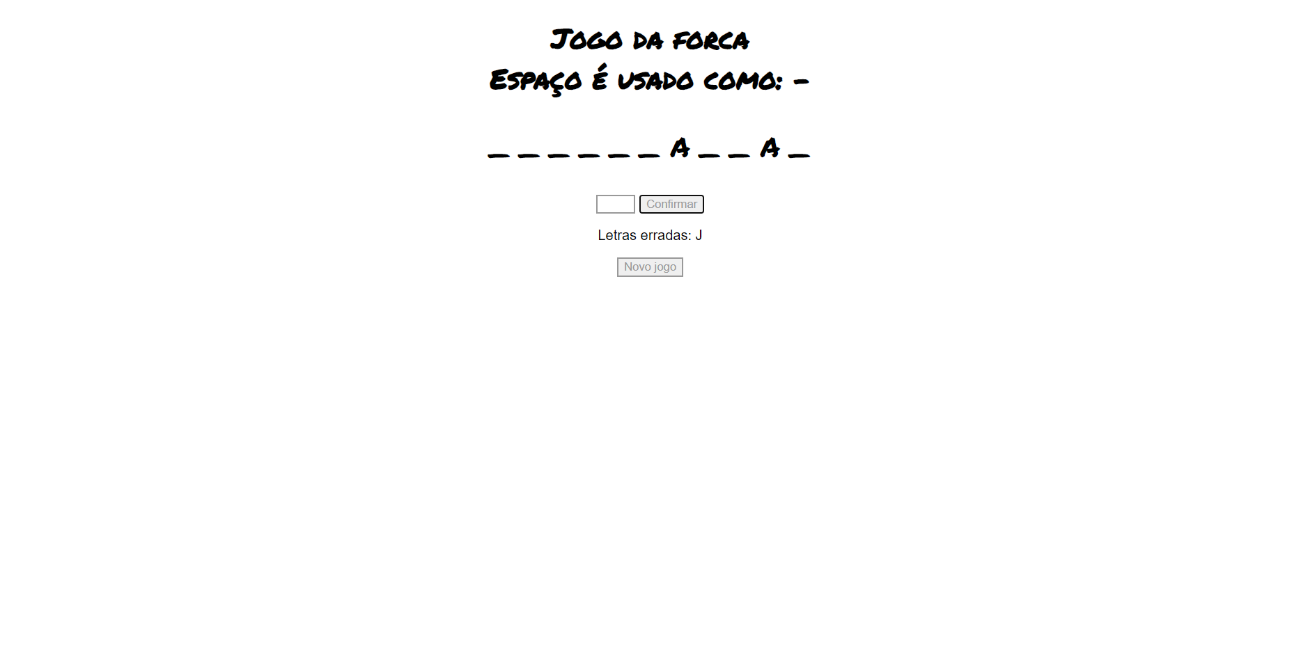 Jogo da forca
Espaço é usado como: -
_ _ _ _ _ _ A _ _ A _
Confirmar
Letras erradas: J
Novo jogo